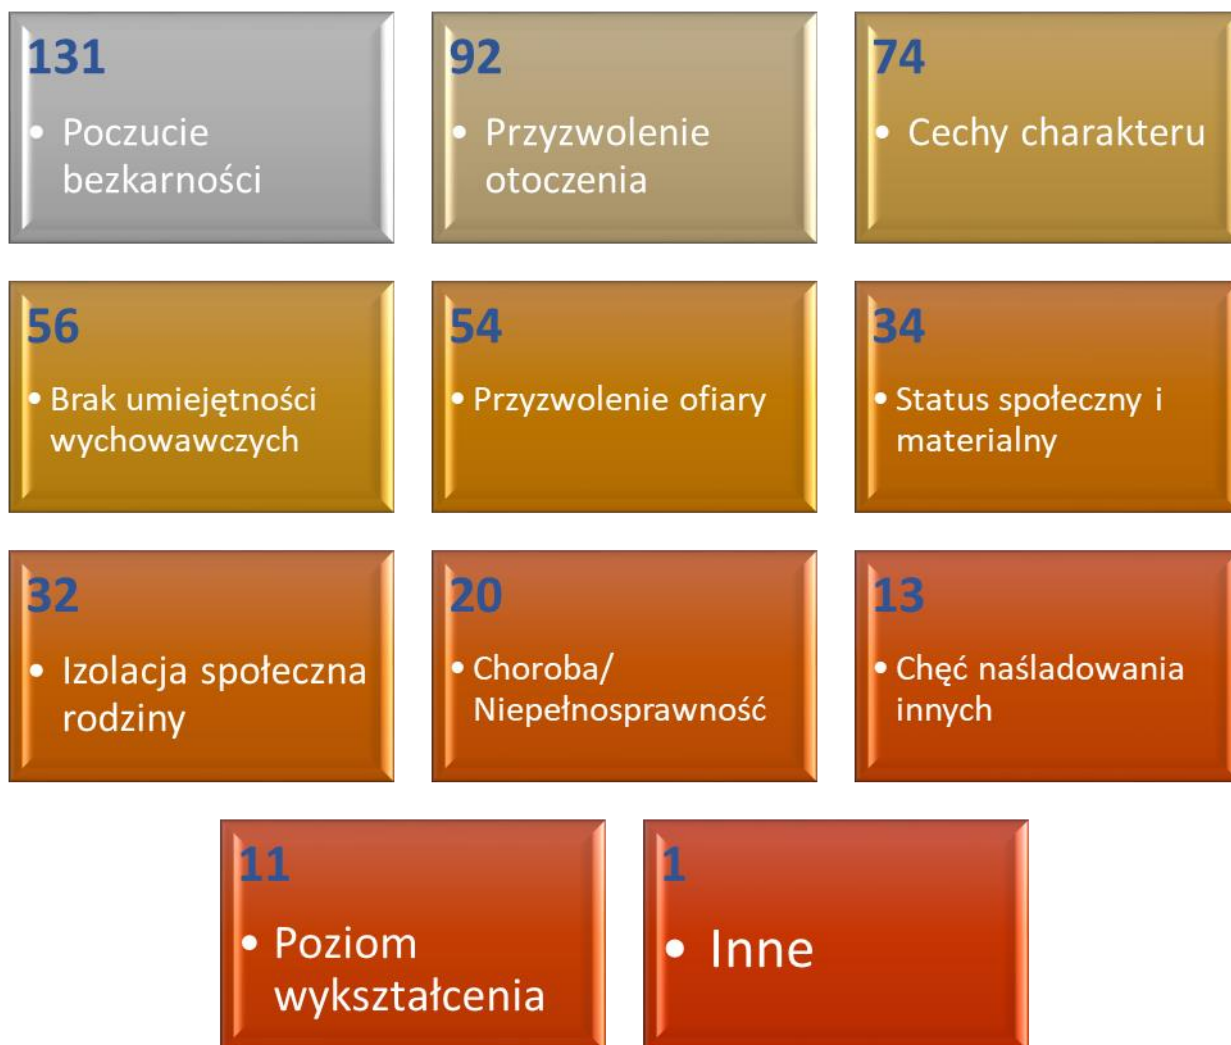 131
• Poczucie
bezkarności
92
• Przyzwolenie
otoczenia
74
• Cechy charakteru
56
• Brak umiejętności
wychowawczych
54
• Przyzwolenie ofiary
34
• Status społeczny i
materialny
32
• Izolacja społeczna
rodziny
20
• Choroba/
Niepełnosprawność
13
• Chęć naśladowania
innych
11
• Poziom
wykształcenia
1
• Inne